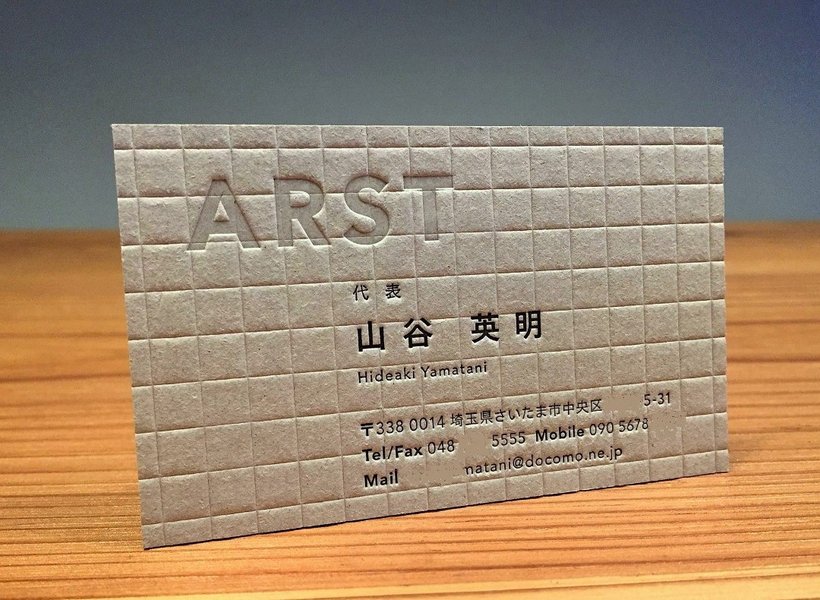 ARST
代表
山谷 英明
Hideaki Yamatani
〒338 0014 埼玉県さいたま市中央区 5-31
Tel/Fax 048 5555 Mobile 090 5678
Mail natani@docomo.ne.jp